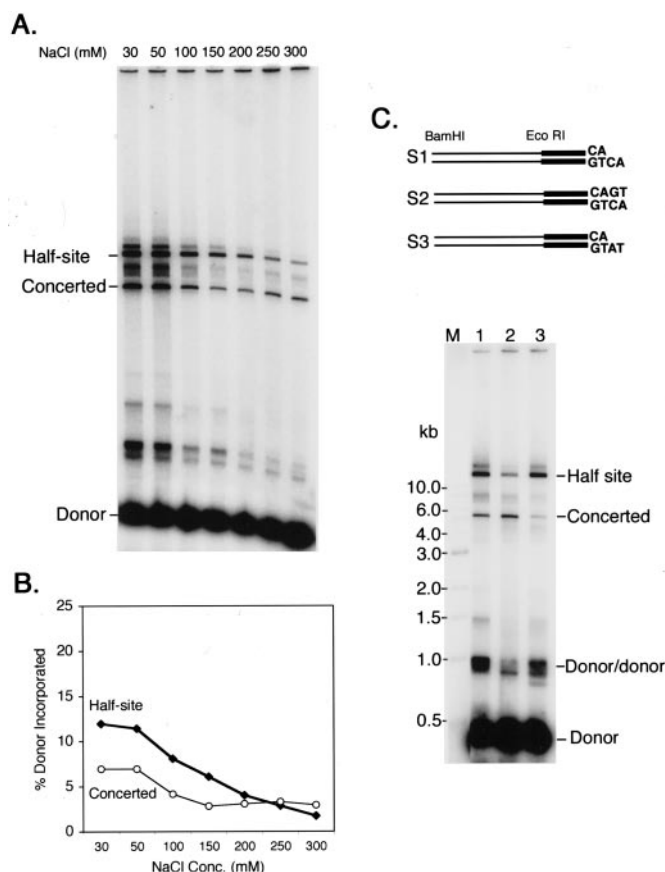 A.
NaCl (mM) 30 50 100 150 200 250 300
Half-site
Concerted
Donor
B.
25
20
15
10
5
0
% Donor Incorporated
Half-site
Concerted
30 50 100 150 200 250 300
NaCl Conc. (mM)
C.
BamHI Eco RI
S1 CA
GTCA
S2 CAGT
GTCA
S3 CA
GTAT
M 1 2 3
kb
10.0
6.0
4.0
3.0
2.0
1.5
1.0
0.5
Half site
Concerted
Donor/donor
Donor